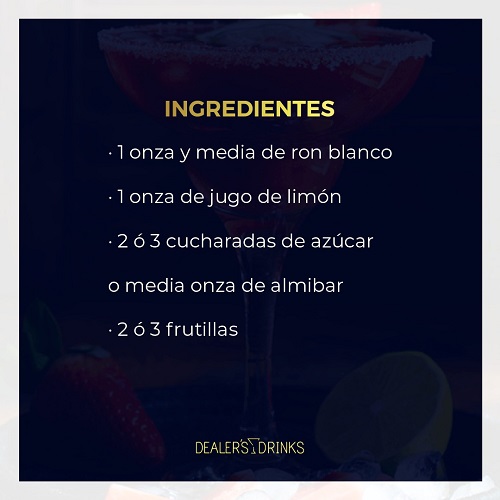 INGREDIENTES
· 1 onza y media de ron blanco
· 1 onza de jugo de limón
· 2 ó 3 cucharadas de azúcar
o media onza de almibar
· 2 ó 3 frutillas
DEALER'S DRINKS